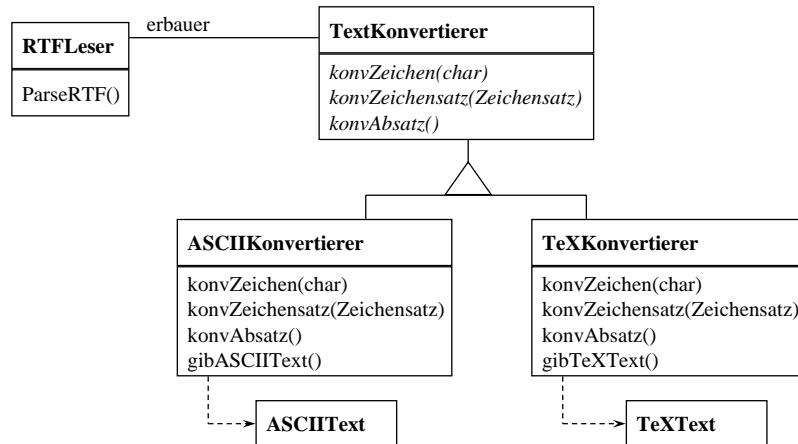 erbauer
RTFLeser
ParseRTF()
TextKonvertierer
konvZeichen(char)
konvZeichensatz(Zeichensatz)
konvAbsatz()
ASCIIKonvertierer
konvZeichen(char)
konvZeichensatz(Zeichensatz)
konvAbsatz()
gibASCIIText()
TeXKonvertierer
konvZeichen(char)
konvZeichensatz(Zeichensatz)
konvAbsatz()
gibTeXText()
ASCIIText
TeXText